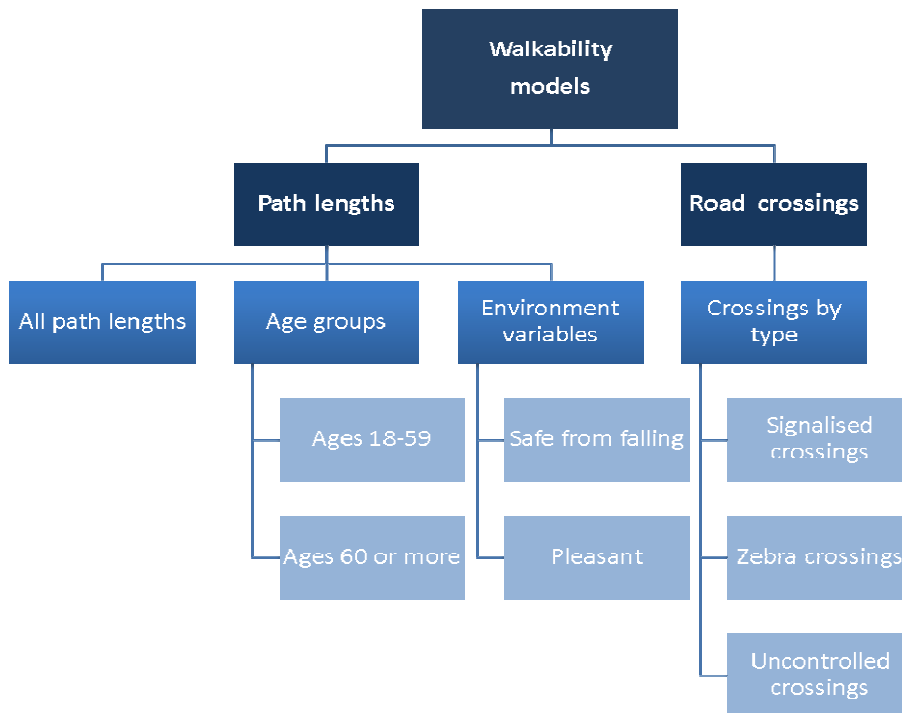 Walkability
models
Path lengths
Road crossings
All path lengths
Age groups
Environment
variables
Crossings by
type
Ages 18-59
Safe from falling
Signalised
crossings
Ages 60 or more
Pleasant
Zebra crossings
Uncontrolled
crossings